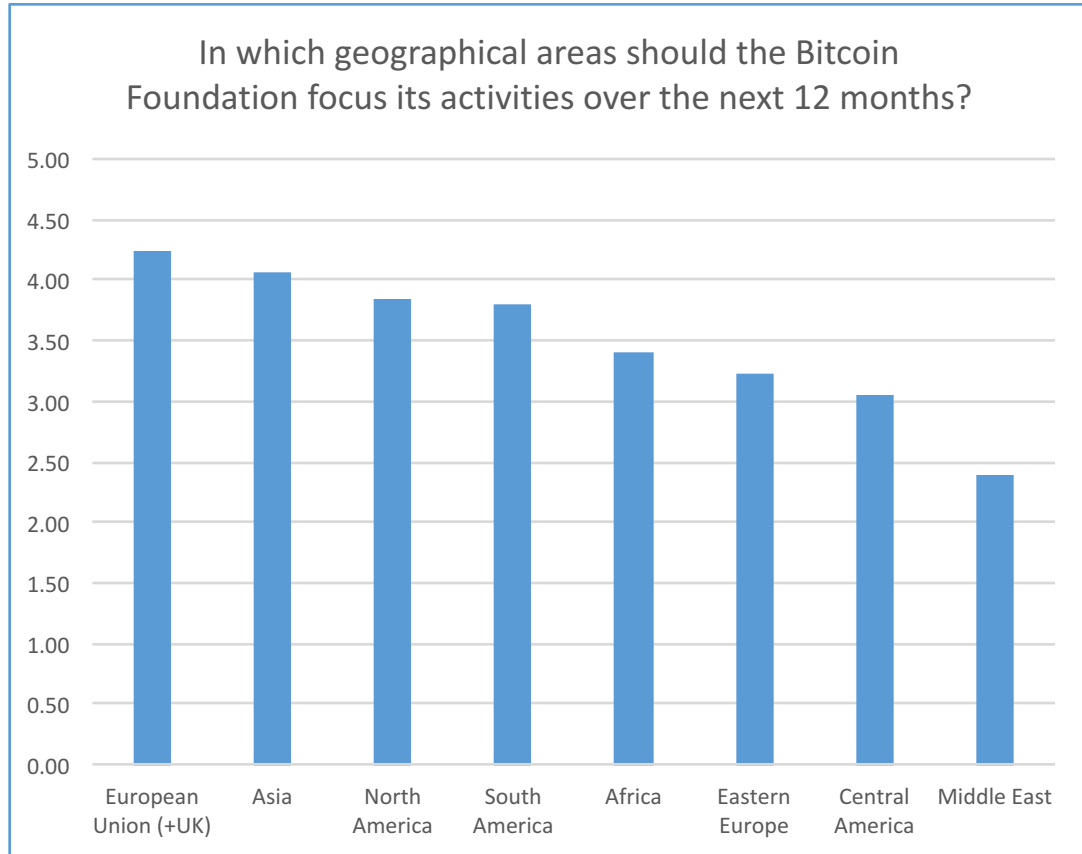 In which geographical areas should the Bitcoin
Foundation focus its activities over the next 12 months?
5.00
4.50
4.00
3.50
3.00
2.50
2.00
1.50
1.00
0.50
0.00
European
Union (+UK)
Asia
North
America
South
America
Africa
Eastern
Europe
Central
America
Middle East